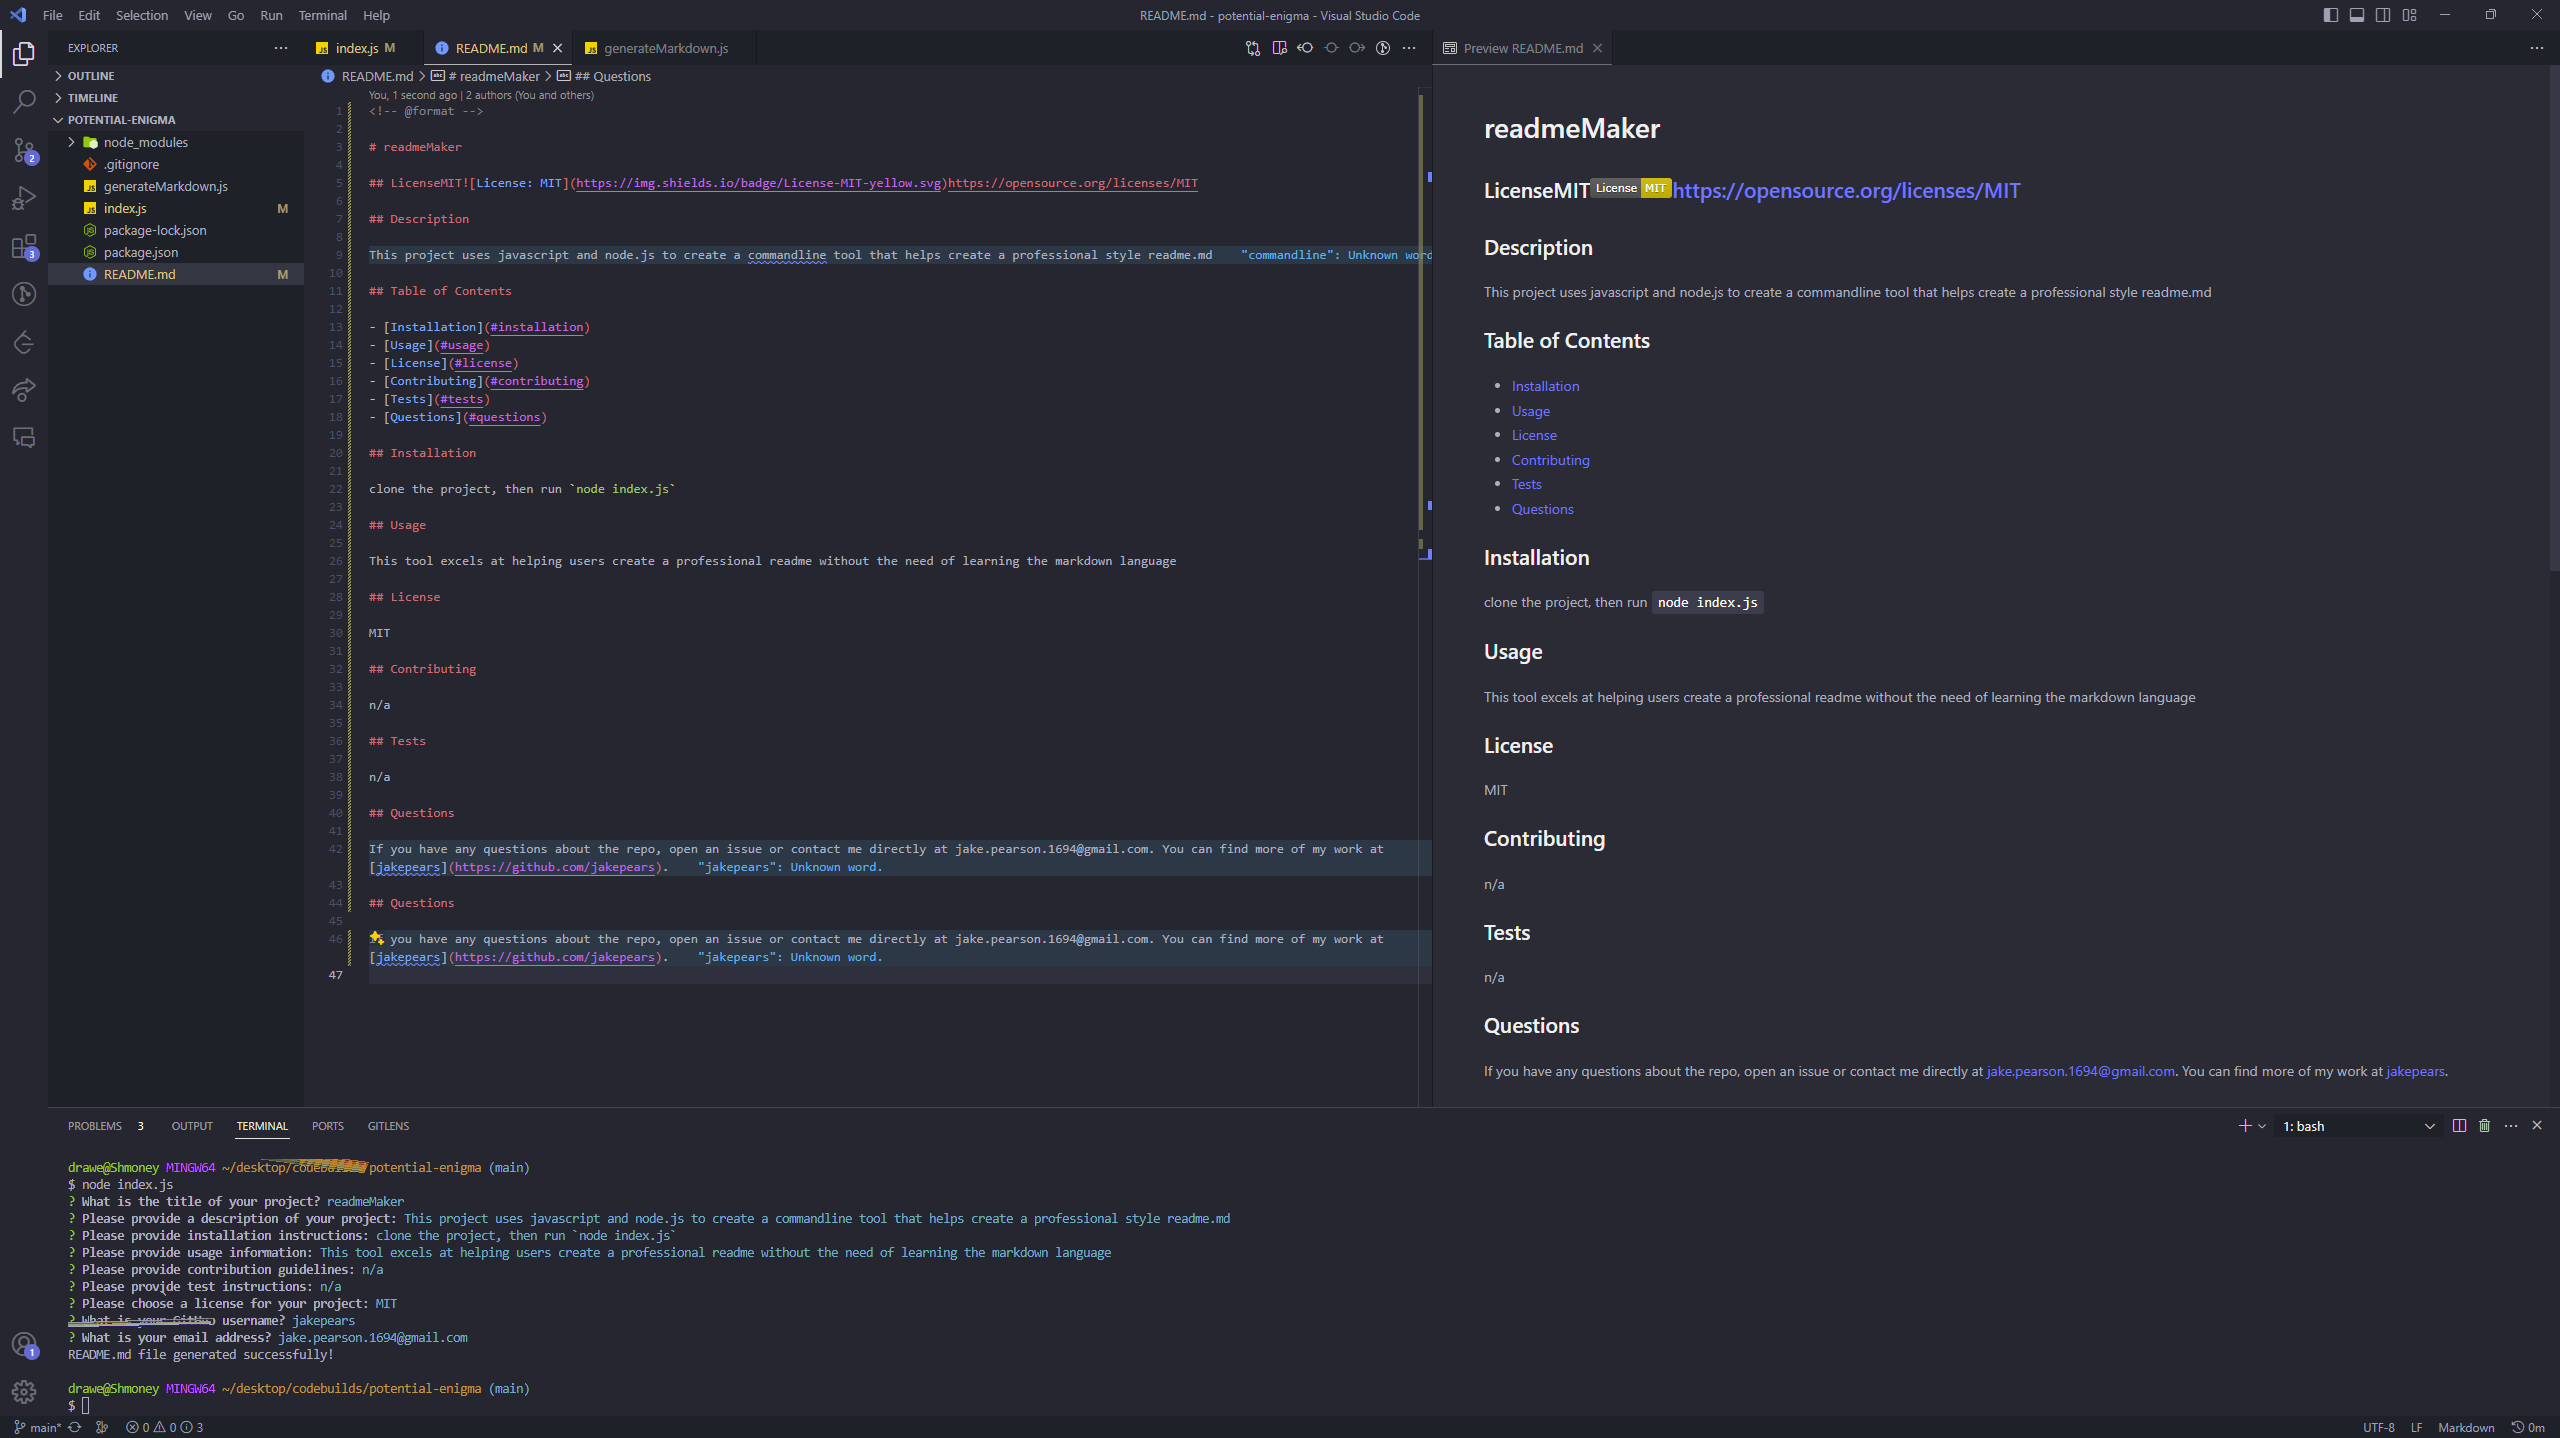 File Edit Selection View Go Run Terminal Help
README.md - potential-enigma - Visual Studio Code
EXPLORER
OUTLINE
TIMELINE
POTENTIAL-ENIGMA
node_modules
.gitignore
generateMarkdown.js
index.js M
package-lock.json
package.json
README.md M
2
3
1
index.js M
README.md M
generateMarkdown.js
README.md > # readmeMaker > ## Questions
You, 1 second ago | 2 authors (You and others)
1 <!-- @format -->
2
3 # readmeMaker
4
5 ## LicenseMIT![License: MIT](https://img.shields.io/badge/License-MIT-yellow.svg)https://opensource.org/licenses/MIT
6
7 ## Description
8
9 This project uses javascript and node.js to create a commandline tool that helps create a professional style readme.md "commandline": Unknown word
10
11 ## Table of Contents
12
13 - [Installation](#installation)
14 - [Usage](#usage)
15 - [License](#license)
16 - [Contributing](#contributing)
17 - [Tests](#tests)
18 - [Questions](#questions)
19
20 ## Installation
21
22 clone the project, then run `node index.js`
23
24 ## Usage
25
26 This tool excels at helping users create a professional readme without the need of learning the markdown language
27
28 ## License
29
30 MIT
31
32 ## Contributing
33
34 n/a
35
36 ## Tests
37
38 n/a
39
40 ## Questions
41
42 If you have any questions about the repo, open an issue or contact me directly at jake.pearson.1694@gmail.com. You can find more of my work at
[jakepears](https://github.com/jakepears). "jakepears": Unknown word.
43
44 ## Questions
45
46 If you have any questions about the repo, open an issue or contact me directly at jake.pearson.1694@gmail.com. You can find more of my work at
[jakepears](https://github.com/jakepears). "jakepears": Unknown word.
47
Preview README.md
readmeMaker
LicenseMIT License MIT https://opensource.org/licenses/MIT
Description
This project uses javascript and node.js to create a commandline tool that helps create a professional style readme.md
Table of Contents
• Installation
• Usage
• License
• Contributing
• Tests
• Questions
Installation
clone the project, then run node index.js
Usage
This tool excels at helping users create a professional readme without the need of learning the markdown language
License
MIT
Contributing
n/a
Tests
n/a
Questions
If you have any questions about the repo, open an issue or contact me directly at jake.pearson.1694@gmail.com. You can find more of my work at jakepears.
PROBLEMS 3 OUTPUT TERMINAL PORTS GITLENS
1: bash
drawe@Shmoney MINGW64 ~/desktop/codebuilds/potential-enigma (main)
$ node index.js
? What is the title of your project? readmeMaker
? Please provide a description of your project: This project uses javascript and node.js to create a commandline tool that helps create a professional style readme.md
? Please provide installation instructions: clone the project, then run `node index.js`
? Please provide usage information: This tool excels at helping users create a professional readme without the need of learning the markdown language
? Please provide contribution guidelines: n/a
? Please provide test instructions: n/a
? Please choose a license for your project: MIT
? What is your GitHub username? jakepears
? What is your email address? jake.pearson.1694@gmail.com
README.md file generated successfully!
drawe@Shmoney MINGW64 ~/desktop/codebuilds/potential-enigma (main)
$
main* 0 0 3
UTF-8 LF Markdown 0m